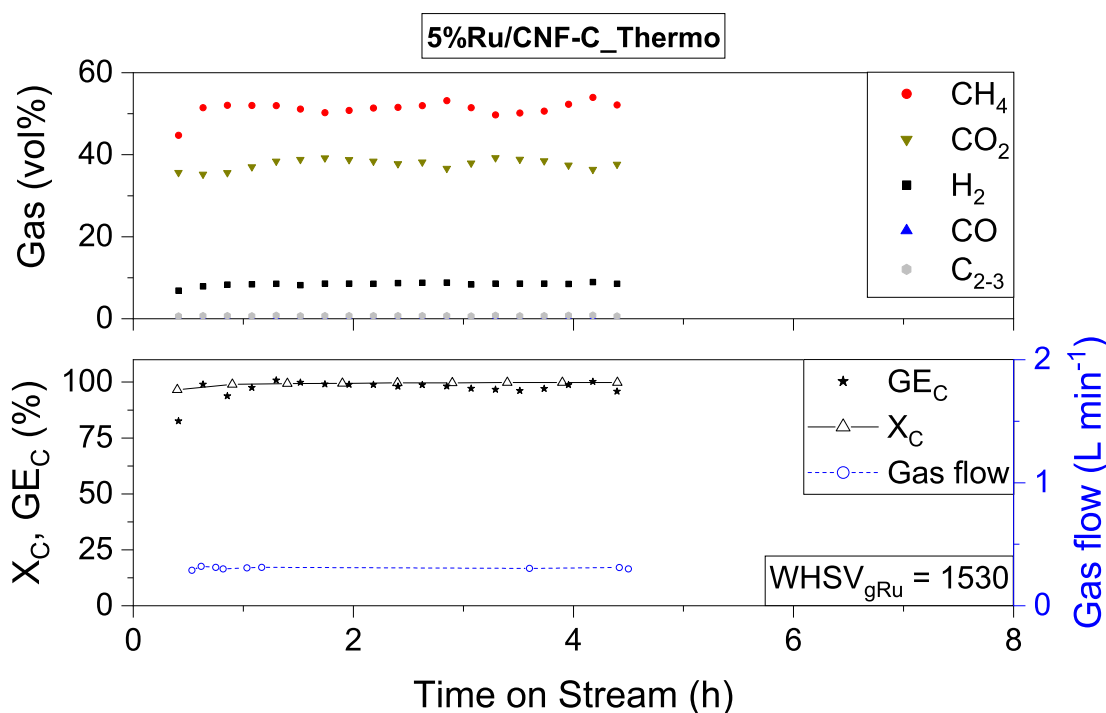 5%Ru/CNF-C_Thermo
60
40
20
0
Gas (vol%)
CH₄
CO₂
H₂
CO
C₂₋₃
100
75
50
25
0
X_C, GE_C (%)
GE_C
X_C
Gas flow
WHSV_gRu = 1530
2
1
0
Gas flow (L min⁻¹)
0 2 4 6 8
Time on Stream (h)